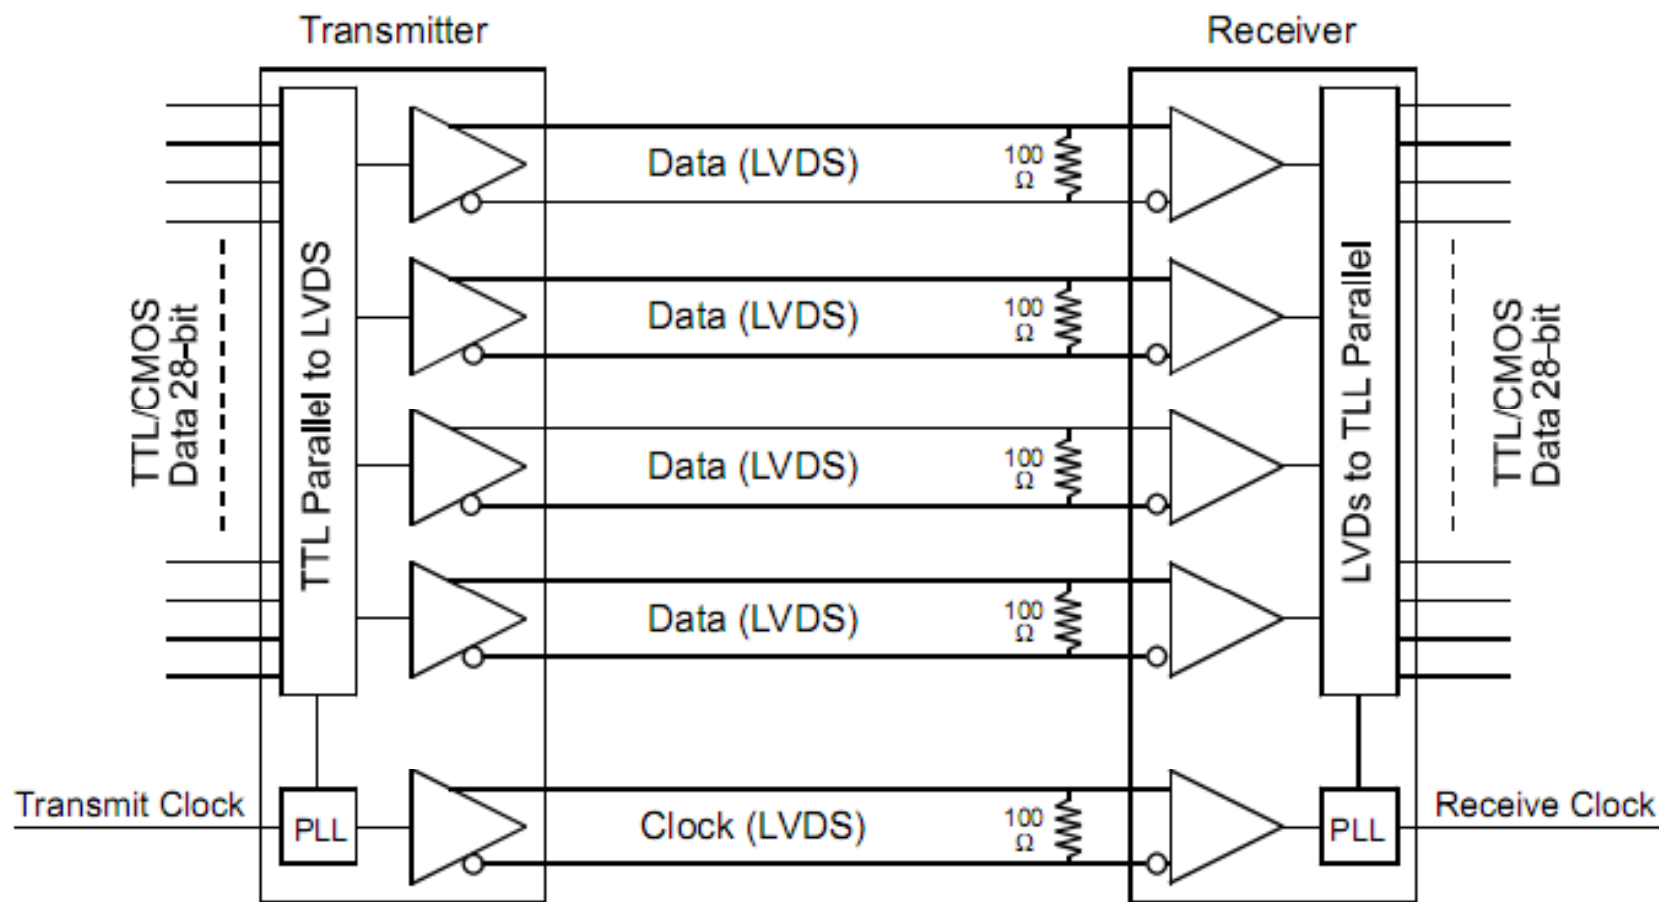 Transmitter
Receiver
Data (LVDS)
100
Ω
Data (LVDS)
100
Ω
Data (LVDS)
100
Ω
Data (LVDS)
100
Ω
TTL/CMOS
Data 28-bit
TTL Parallel to LVDS
LVDs to TLL Parallel
TTL/CMOS
Data 28-bit
Transmit Clock
PLL
Clock (LVDS)
100
Ω
PLL
Receive Clock